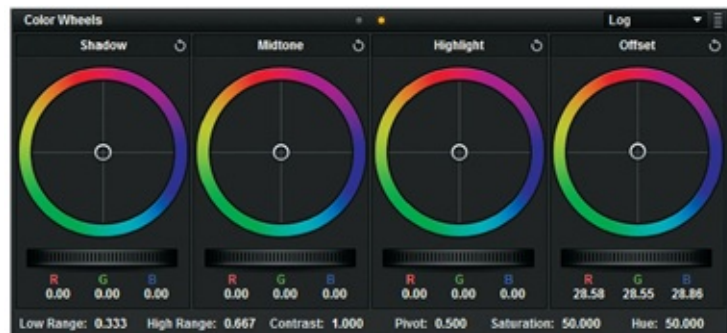 Color Wheels Log
Shadow Midtone Highlight Offset
R G B R G B R G B R G B
0.00 0.00 0.00 0.00 0.00 0.00 0.00 0.00 0.00 28.58 28.55 28.86
Low Range: 0.333 High Range: 0.667 Contrast: 1.000 Pivot: 0.500 Saturation: 50.000 Hue: 50.000